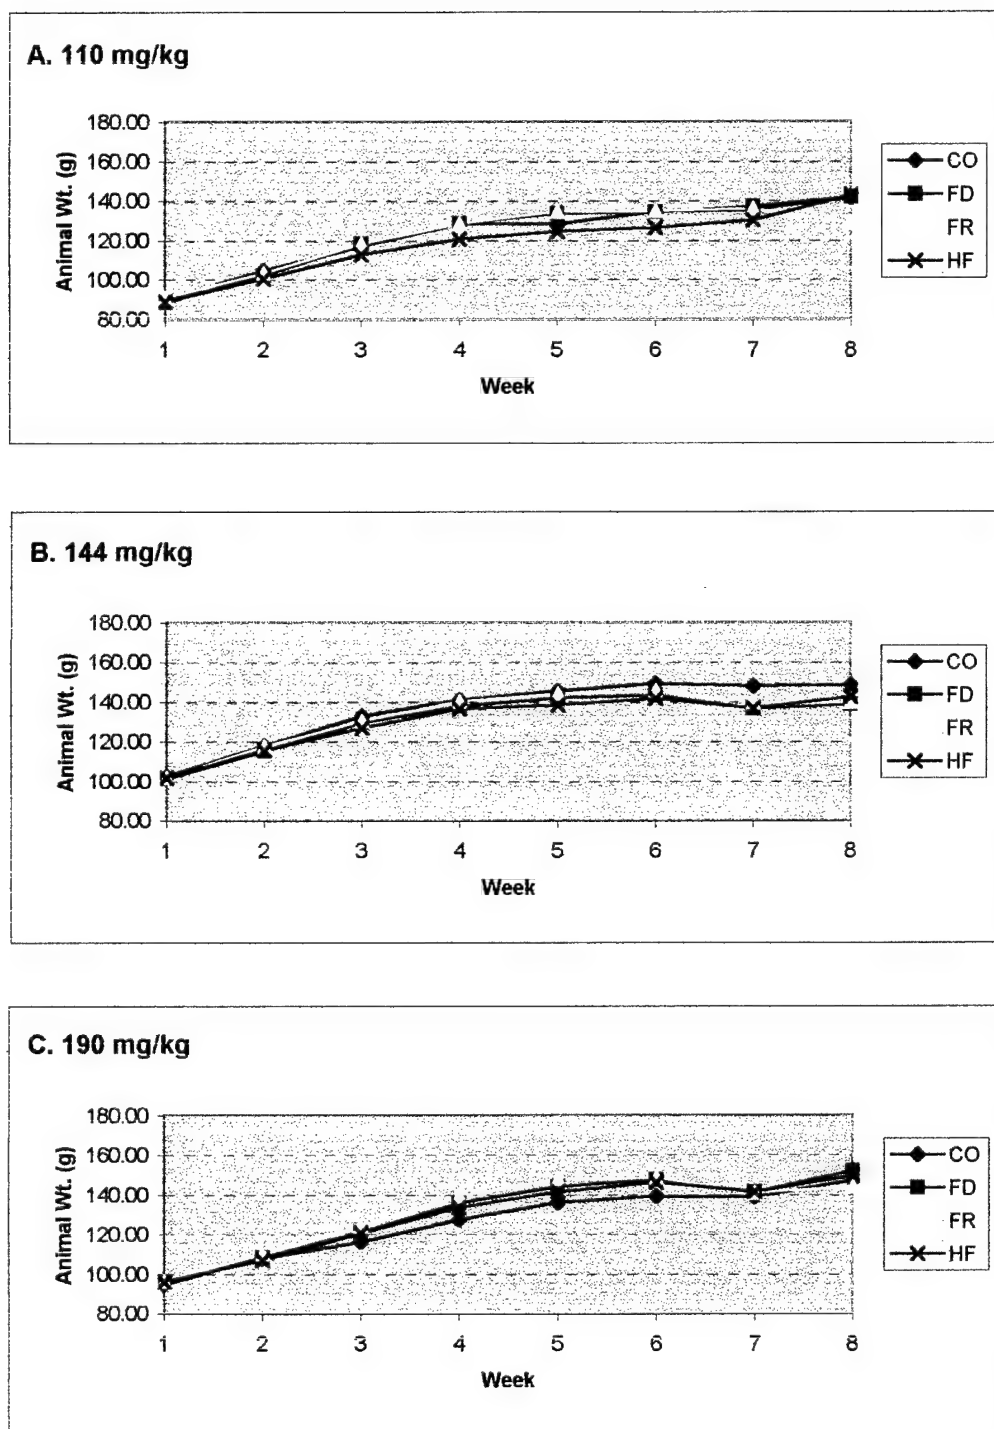 A. 110 mg/kg
180.00
160.00
140.00
120.00
100.00
80.00
Animal Wt. (g)
1 2 3 4 5 6 7 8
Week
CO
FD
FR
HF
B. 144 mg/kg
180.00
160.00
140.00
120.00
100.00
80.00
Animal Wt. (g)
1 2 3 4 5 6 7 8
Week
CO
FD
FR
HF
C. 190 mg/kg
180.00
160.00
140.00
120.00
100.00
80.00
Animal Wt. (g)
1 2 3 4 5 6 7 8
Week
CO
FD
FR
HF